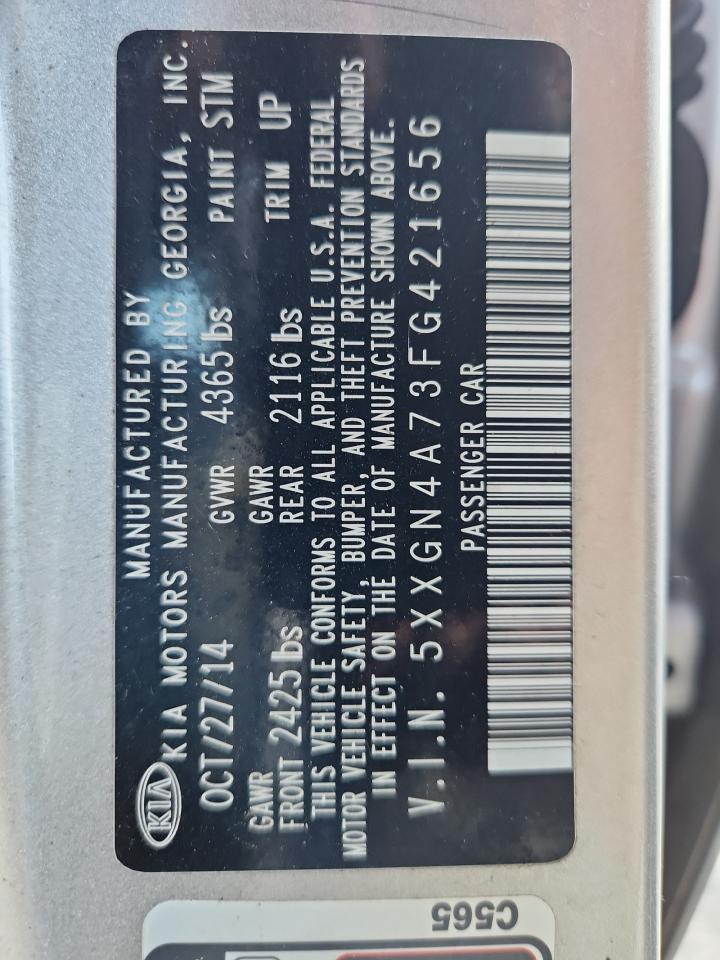 MANUFACTURED BY
KIA KIA MOTORS MANUFACTURING GEORGIA, INC.
OCT/27/14 GVWR 4365 lbs PAINT STM
GAWR FRONT 2425 lbs GAWR REAR 2116 lbs TRIM UP
THIS VEHICLE CONFORMS TO ALL APPLICABLE U.S.A. FEDERAL
MOTOR VEHICLE SAFETY, BUMPER, AND THEFT PREVENTION STANDARDS
IN EFFECT ON THE DATE OF MANUFACTURE SHOWN ABOVE.
V.I.N. 5XXGN4A73FG421656
PASSENGER CAR
C565